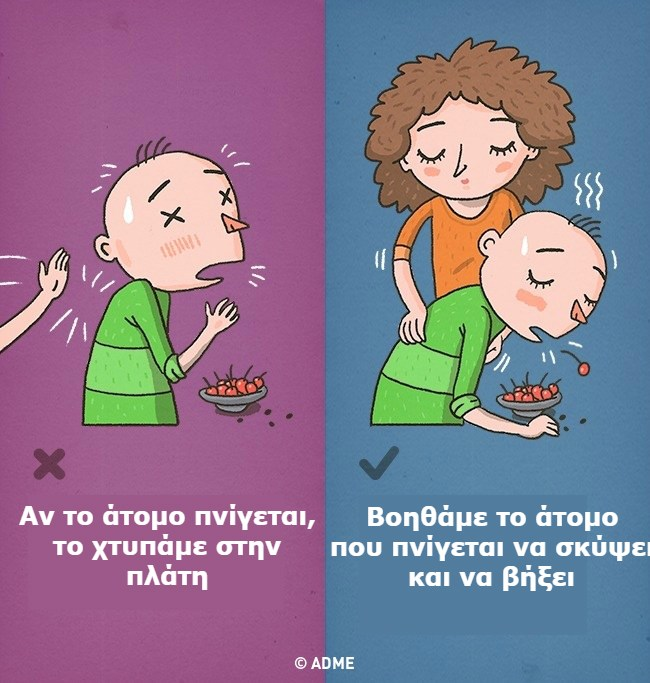 Αν το άτομο πνίγεται,
το χτυπάμε στην
πλάτη
Βοηθάμε το άτομο
που πνίγεται να σκύψει
και να βήξει
© ADME